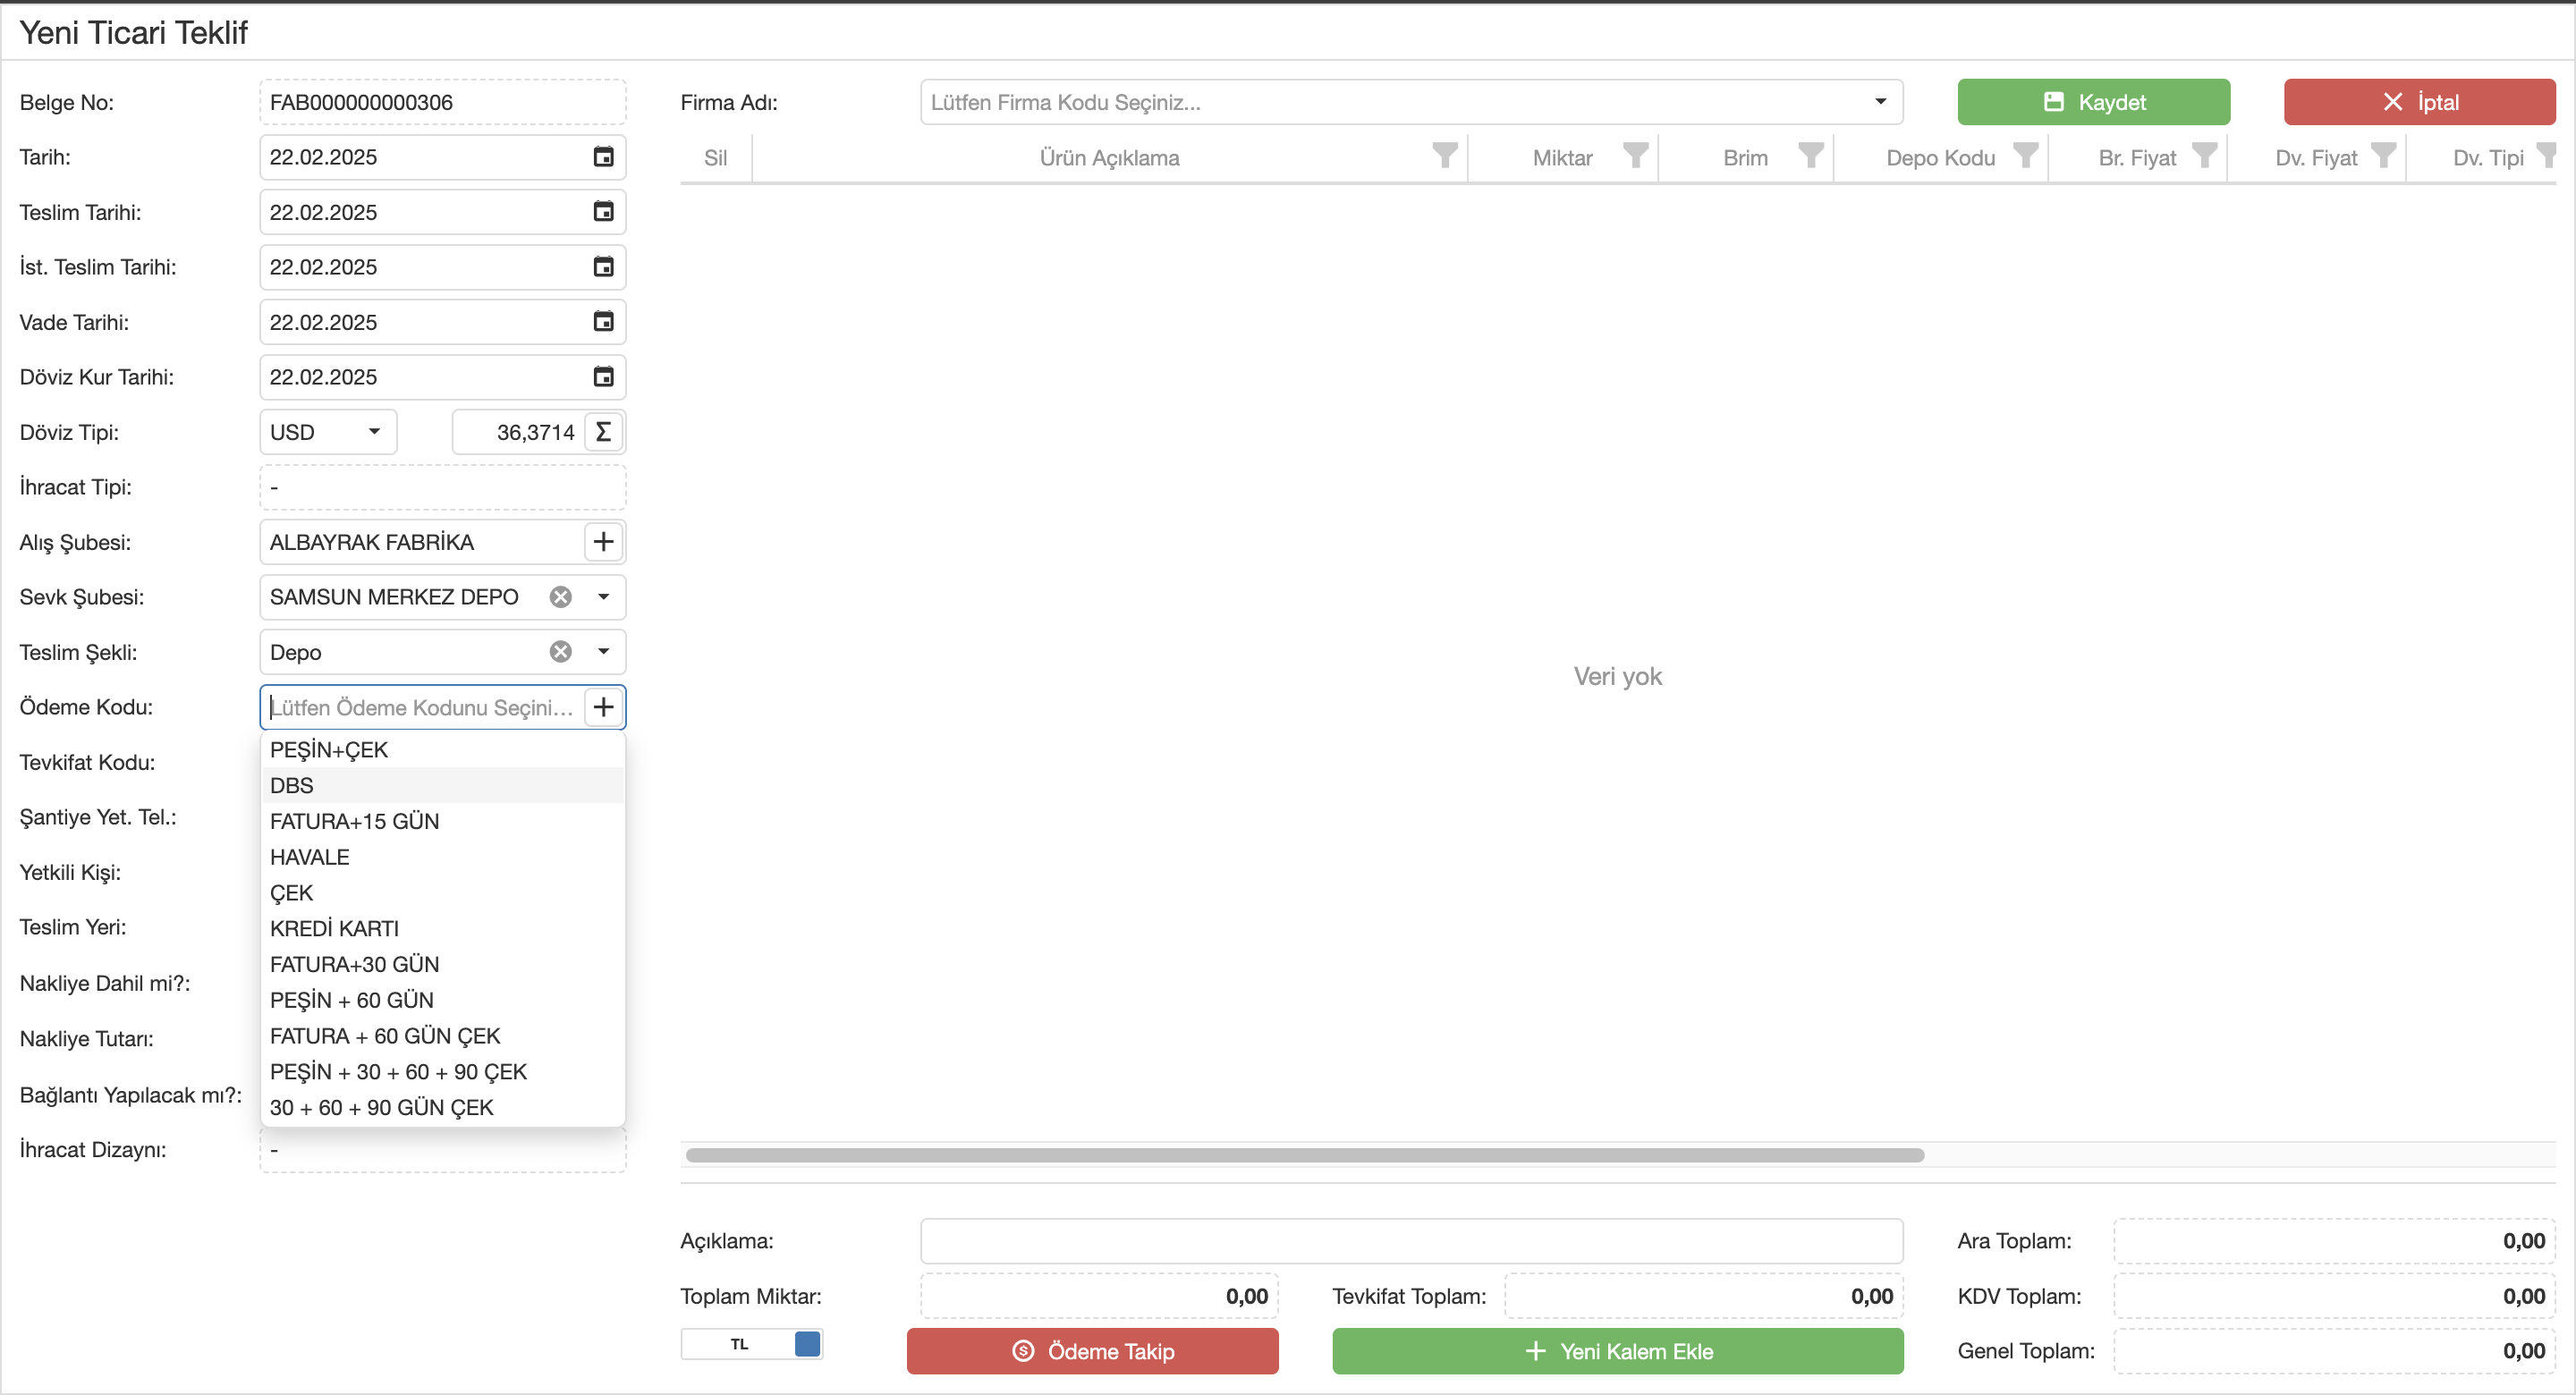 Yeni Ticari Teklif
Belge No: FAB000000000306
Tarih: 22.02.2025
Teslim Tarihi: 22.02.2025
İst. Teslim Tarihi: 22.02.2025
Vade Tarihi: 22.02.2025
Döviz Kur Tarihi: 22.02.2025
Döviz Tipi: USD 36,3714 Σ
İhracat Tipi: -
Alış Şubesi: ALBAYRAK FABRİKA
Sevk Şubesi: SAMSUN MERKEZ DEPO
Teslim Şekli: Depo
Ödeme Kodu: Lütfen Ödeme Kodunu Seçini...
PEŞİN+ÇEK
DBS
FATURA+15 GÜN
HAVALE
ÇEK
KREDİ KARTI
FATURA+30 GÜN
PEŞİN + 60 GÜN
FATURA + 60 GÜN ÇEK
PEŞİN + 30 + 60 + 90 ÇEK
30 + 60 + 90 GÜN ÇEK
Tevkifat Kodu:
Şantiye Yet. Tel.:
Yetkili Kişi:
Teslim Yeri:
Nakliye Dahil mi?:
Nakliye Tutarı:
Bağlantı Yapılacak mı?:
İhracat Dizaynı: -
Firma Adı: Lütfen Firma Kodu Seçiniz...
Kaydet
İptal
Sil Ürün Açıklama Miktar Brim Depo Kodu Br. Fiyat Dv. Fiyat Dv. Tipi
Veri yok
Açıklama:
Toplam Miktar: 0,00
Tevkifat Toplam: 0,00
TL
Ödeme Takip
Yeni Kalem Ekle
Ara Toplam: 0,00
KDV Toplam: 0,00
Genel Toplam: 0,00